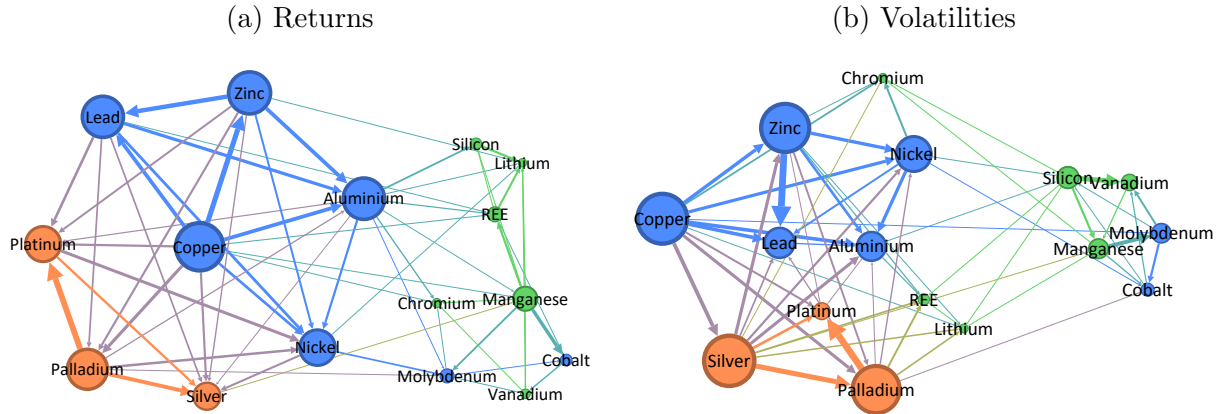 (a) Returns
Zinc
Lead
Silicon
Lithium
Aluminium
REE
Platinum
Copper
Chromium
Manganese
Nickel
Palladium
Molybdenum
Cobalt
Silver
Vanadium
(b) Volatilities
Chromium
Zinc
Nickel
Silicon
Vanadium
Copper
Molybdenum
Lead
Aluminium
Manganese
Cobalt
REE
Platinum
Lithium
Silver
Palladium